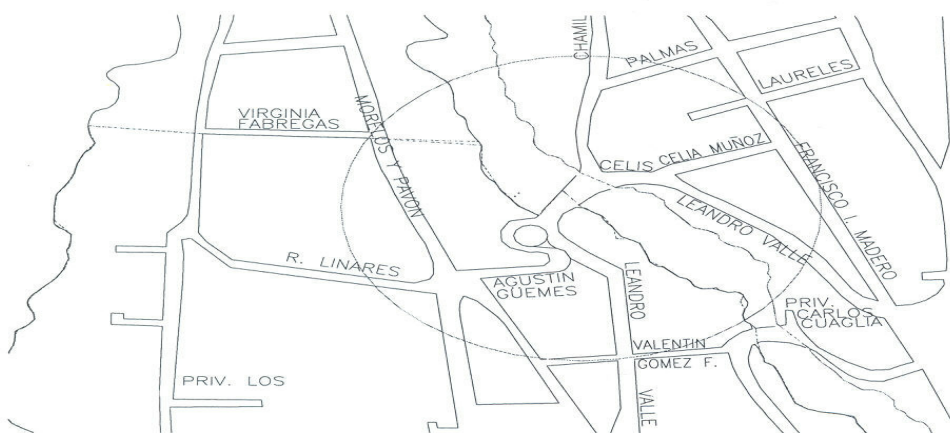 CHAMIL
PALMAS
LAURELES
VIRGINIA
FABREGAS
MORELOS Y PAVON
CELIS
CELIA MUÑOZ
FRANCISCO I. MADERO
LEANDRO VALLE
R. LINARES
AGUSTIN
GÜEMES
LEANDRO
PRIV.
CARLOS
CUAGLIA
VALENTIN
GOMEZ F.
PRIV. LOS
VALLE